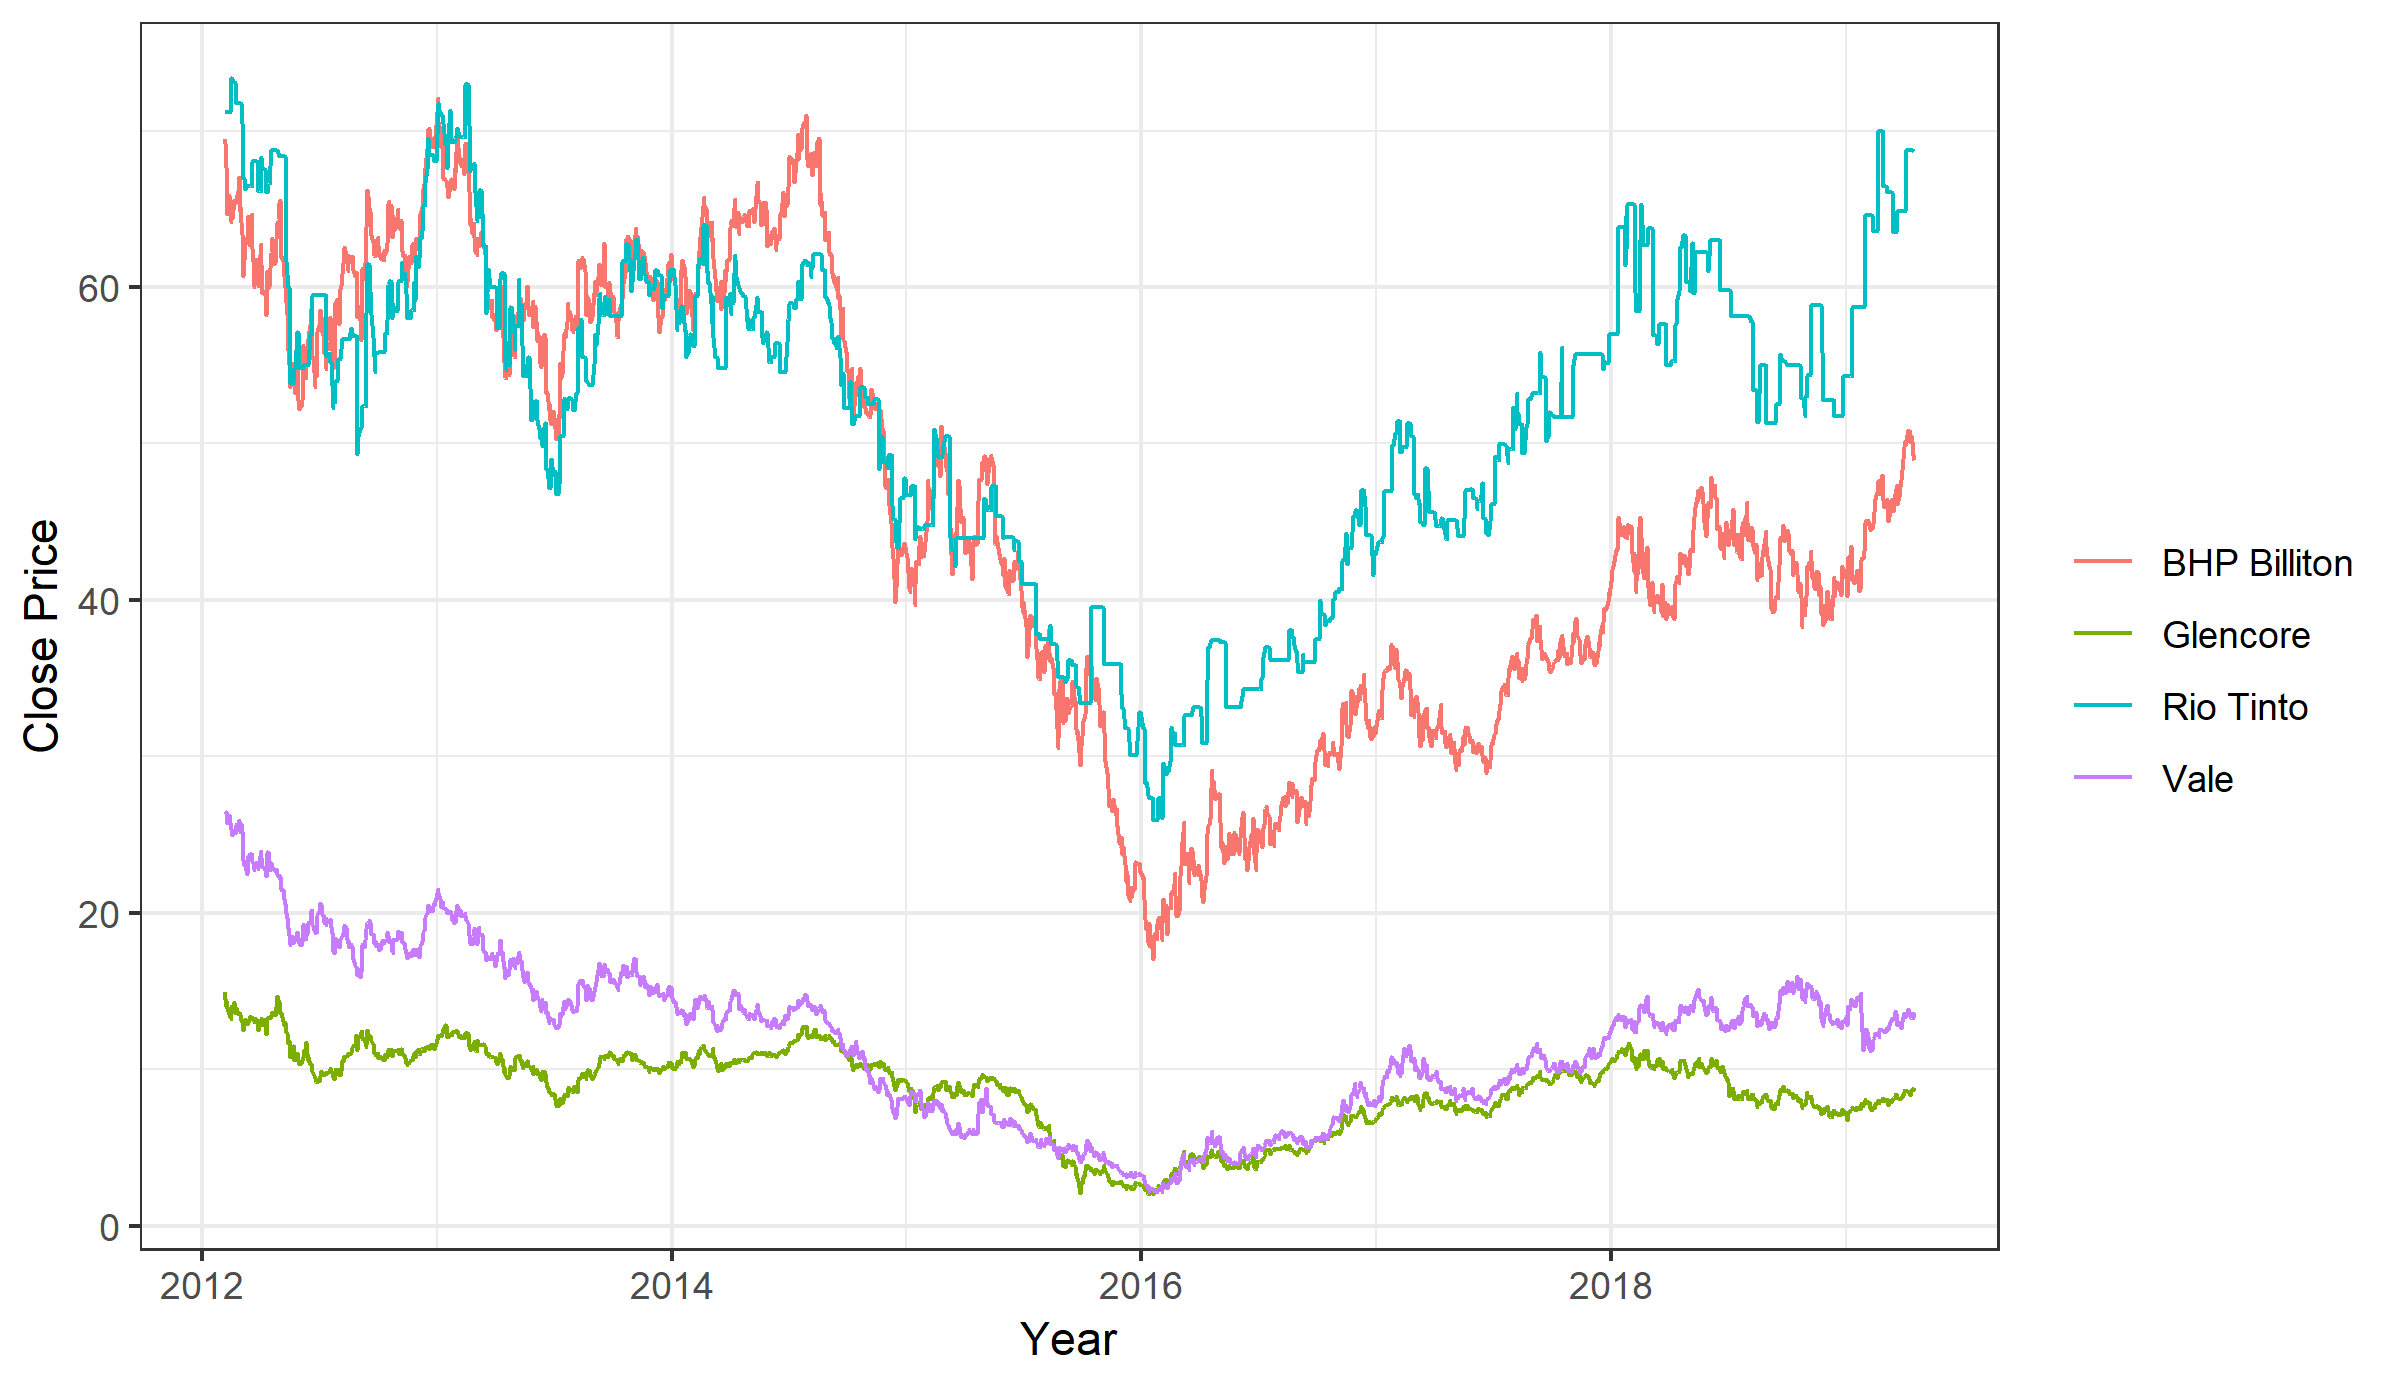 60
40
20
0
Close Price
2012 2014 2016 2018
Year
BHP Billiton
Glencore
Rio Tinto
Vale